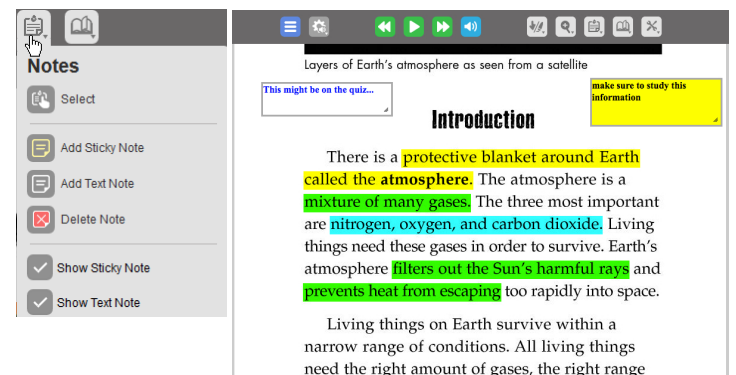 Notes
Select
Add Sticky Note
Add Text Note
Delete Note
Show Sticky Note
Show Text Note
Layers of Earth's atmosphere as seen from a satellite
This might be on the quiz...
make sure to study this
information
Introduction
There is a protective blanket around Earth
called the atmosphere. The atmosphere is a
mixture of many gases. The three most important
are nitrogen, oxygen, and carbon dioxide. Living
things need these gases in order to survive. Earth's
atmosphere filters out the Sun's harmful rays and
prevents heat from escaping too rapidly into space.
Living things on Earth survive within a
narrow range of conditions. All living things
need the right amount of gases, the right range